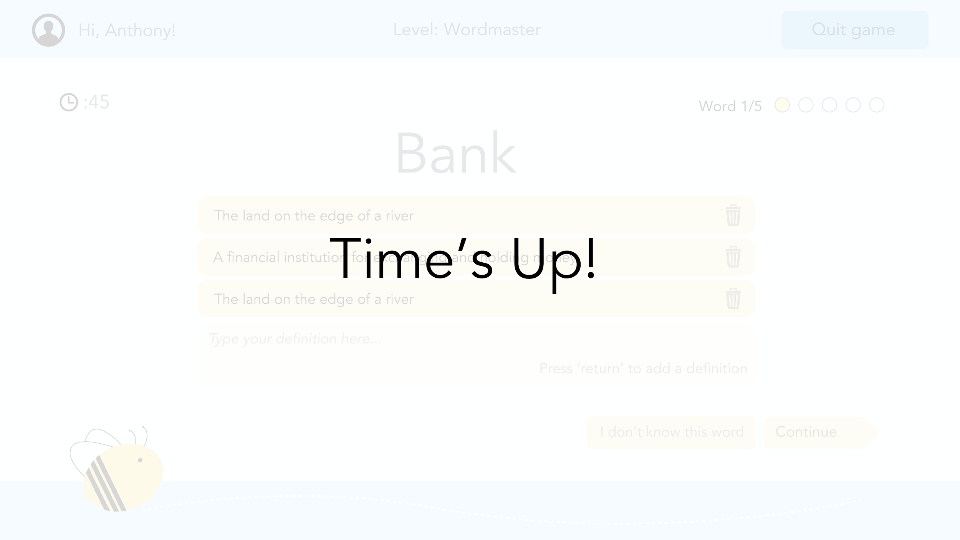 Hi, Anthony!
Level: Wordmaster
Quit game
:45
Word 1/5
Bank
The land on the edge of a river
A financial institution for exchanging and holding money
Time's Up!
The land on the edge of a river
Type your definition here...
Press 'return' to add a definition
I don't know this word
Continue